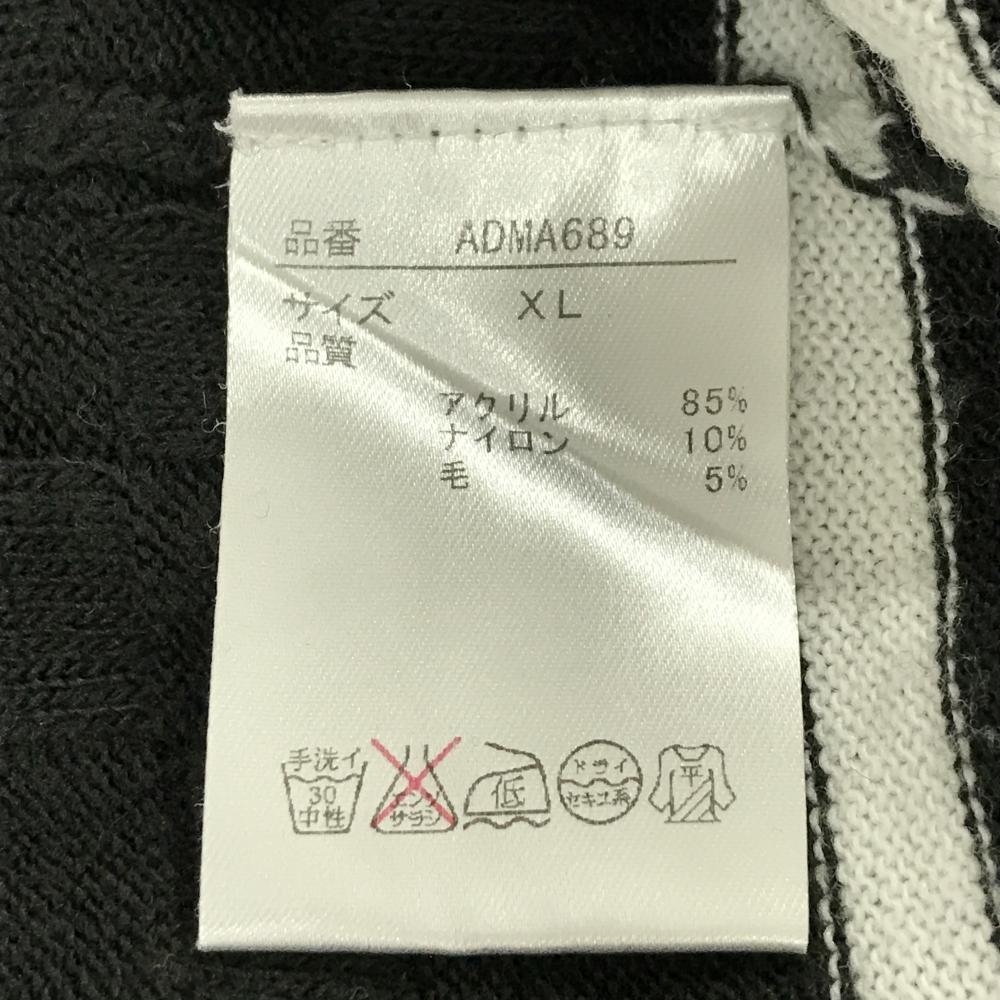 品番 ADMA689
サイズ XL
品質
アクリル 85%
ナイロン 10%
毛 5%
手洗イ
30
中性
エンソ
サラシ
低
ドライ
セキユ系
平